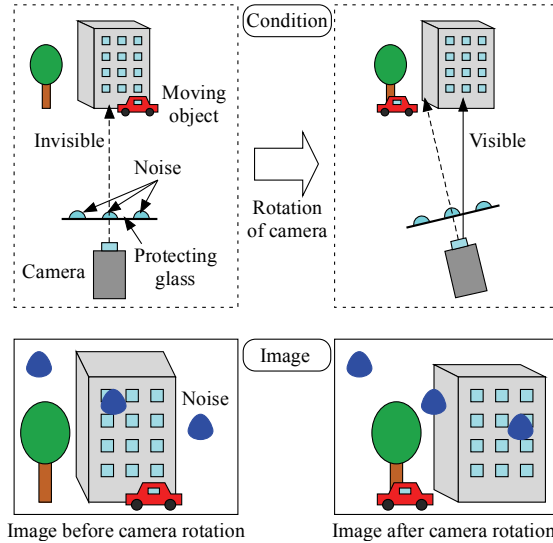 Condition
Moving
object
Invisible
Noise
Camera
Protecting
glass
Rotation
of camera
Visible
Image
Noise
Image before camera rotation
Image after camera rotation